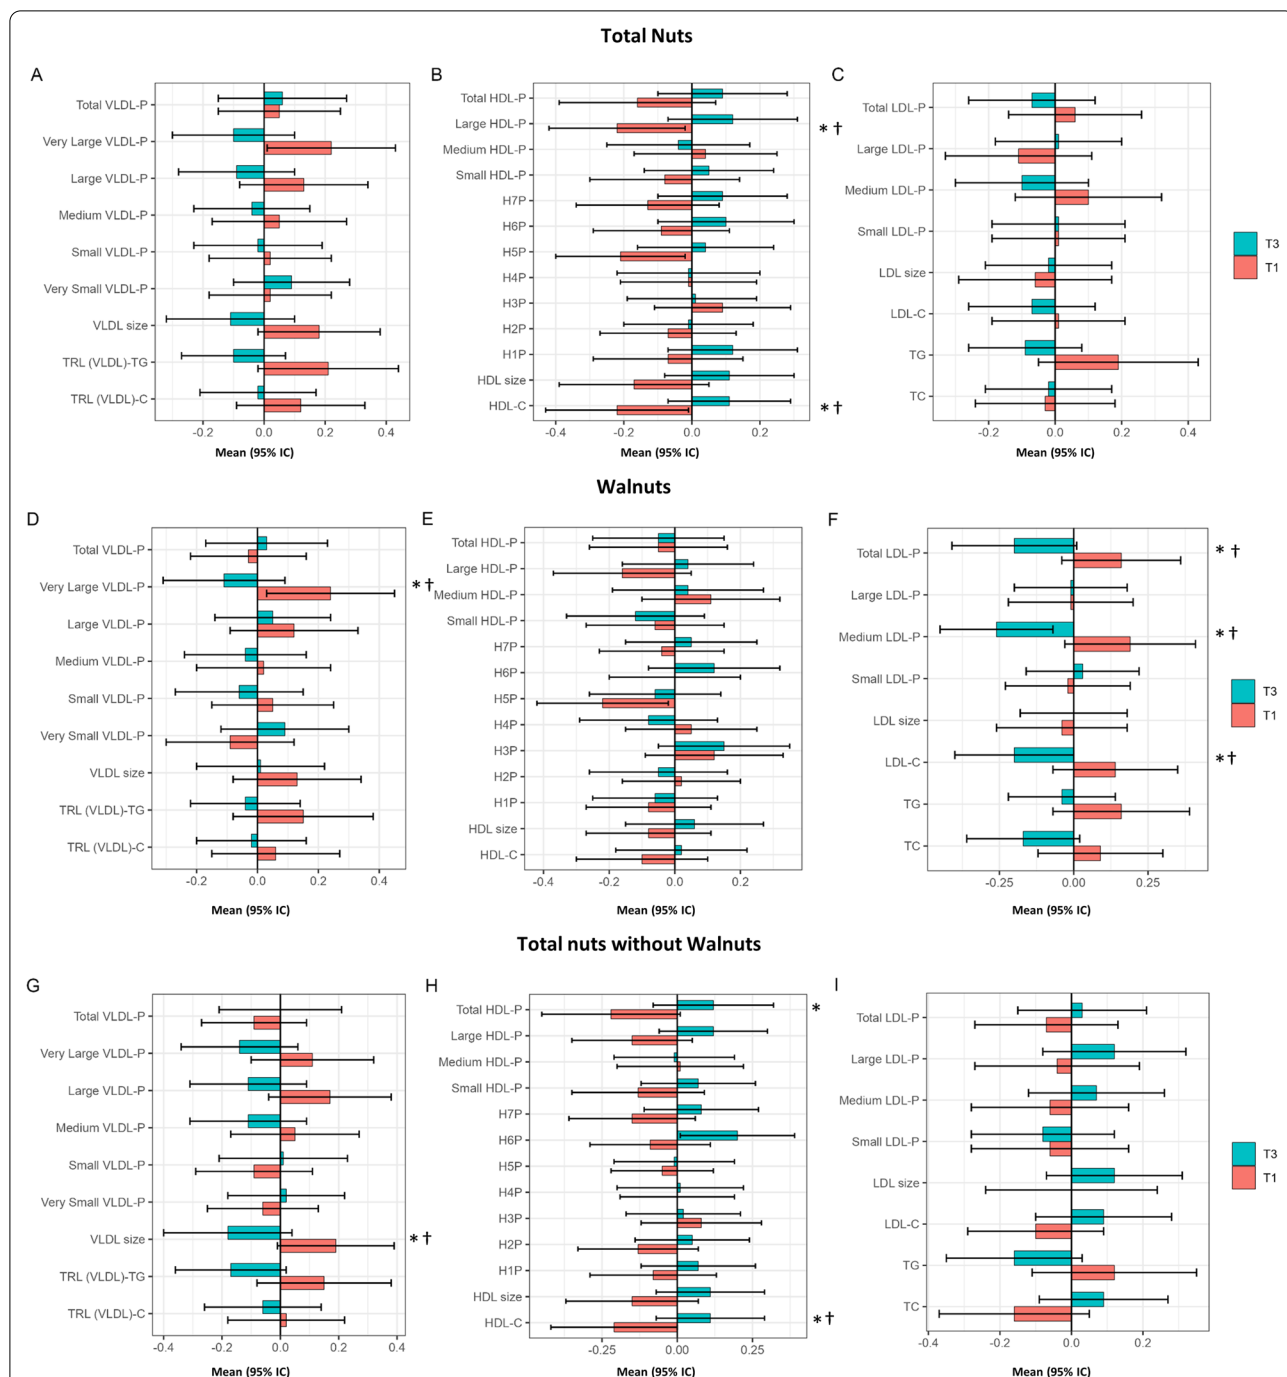 Total Nuts
A
Total VLDL-P
Very Large VLDL-P
Large VLDL-P
Medium VLDL-P
Small VLDL-P
Very Small VLDL-P
VLDL size
TRL (VLDL)-TG
TRL (VLDL)-C
-0.2 0.0 0.2 0.4
Mean (95% IC)
B
Total HDL-P
Large HDL-P * †
Medium HDL-P
Small HDL-P
H7P
H6P
H5P
H4P
H3P
H2P
H1P
HDL size
HDL-C * †
-0.4 -0.2 0.0 0.2
Mean (95% IC)
C
Total LDL-P
Large LDL-P
Medium LDL-P
Small LDL-P
LDL size
LDL-C
TG
TC
-0.2 0.0 0.2 0.4
Mean (95% IC)
T3
T1
Walnuts
D
Total VLDL-P
Very Large VLDL-P * †
Large VLDL-P
Medium VLDL-P
Small VLDL-P
Very Small VLDL-P
VLDL size
TRL (VLDL)-TG
TRL (VLDL)-C
-0.2 0.0 0.2 0.4
Mean (95% IC)
E
Total HDL-P
Large HDL-P
Medium HDL-P
Small HDL-P
H7P
H6P
H5P
H4P
H3P
H2P
H1P
HDL size
HDL-C
-0.4 -0.2 0.0 0.2
Mean (95% IC)
F
Total LDL-P * †
Large LDL-P
Medium LDL-P * †
Small LDL-P
LDL size
LDL-C * †
TG
TC
-0.25 0.00 0.25
Mean (95% IC)
T3
T1
Total nuts without Walnuts
G
Total VLDL-P
Very Large VLDL-P
Large VLDL-P
Medium VLDL-P
Small VLDL-P
Very Small VLDL-P
VLDL size * †
TRL (VLDL)-TG
TRL (VLDL)-C
-0.4 -0.2 0.0 0.2 0.4
Mean (95% IC)
H
Total HDL-P *
Large HDL-P
Medium HDL-P
Small HDL-P
H7P
H6P
H5P
H4P
H3P
H2P
H1P
HDL size
HDL-C * †
-0.25 0.00 0.25
Mean (95% IC)
I
Total LDL-P
Large LDL-P
Medium LDL-P
Small LDL-P
LDL size
LDL-C
TG
TC
-0.4 -0.2 0.0 0.2
Mean (95% IC)
T3
T1